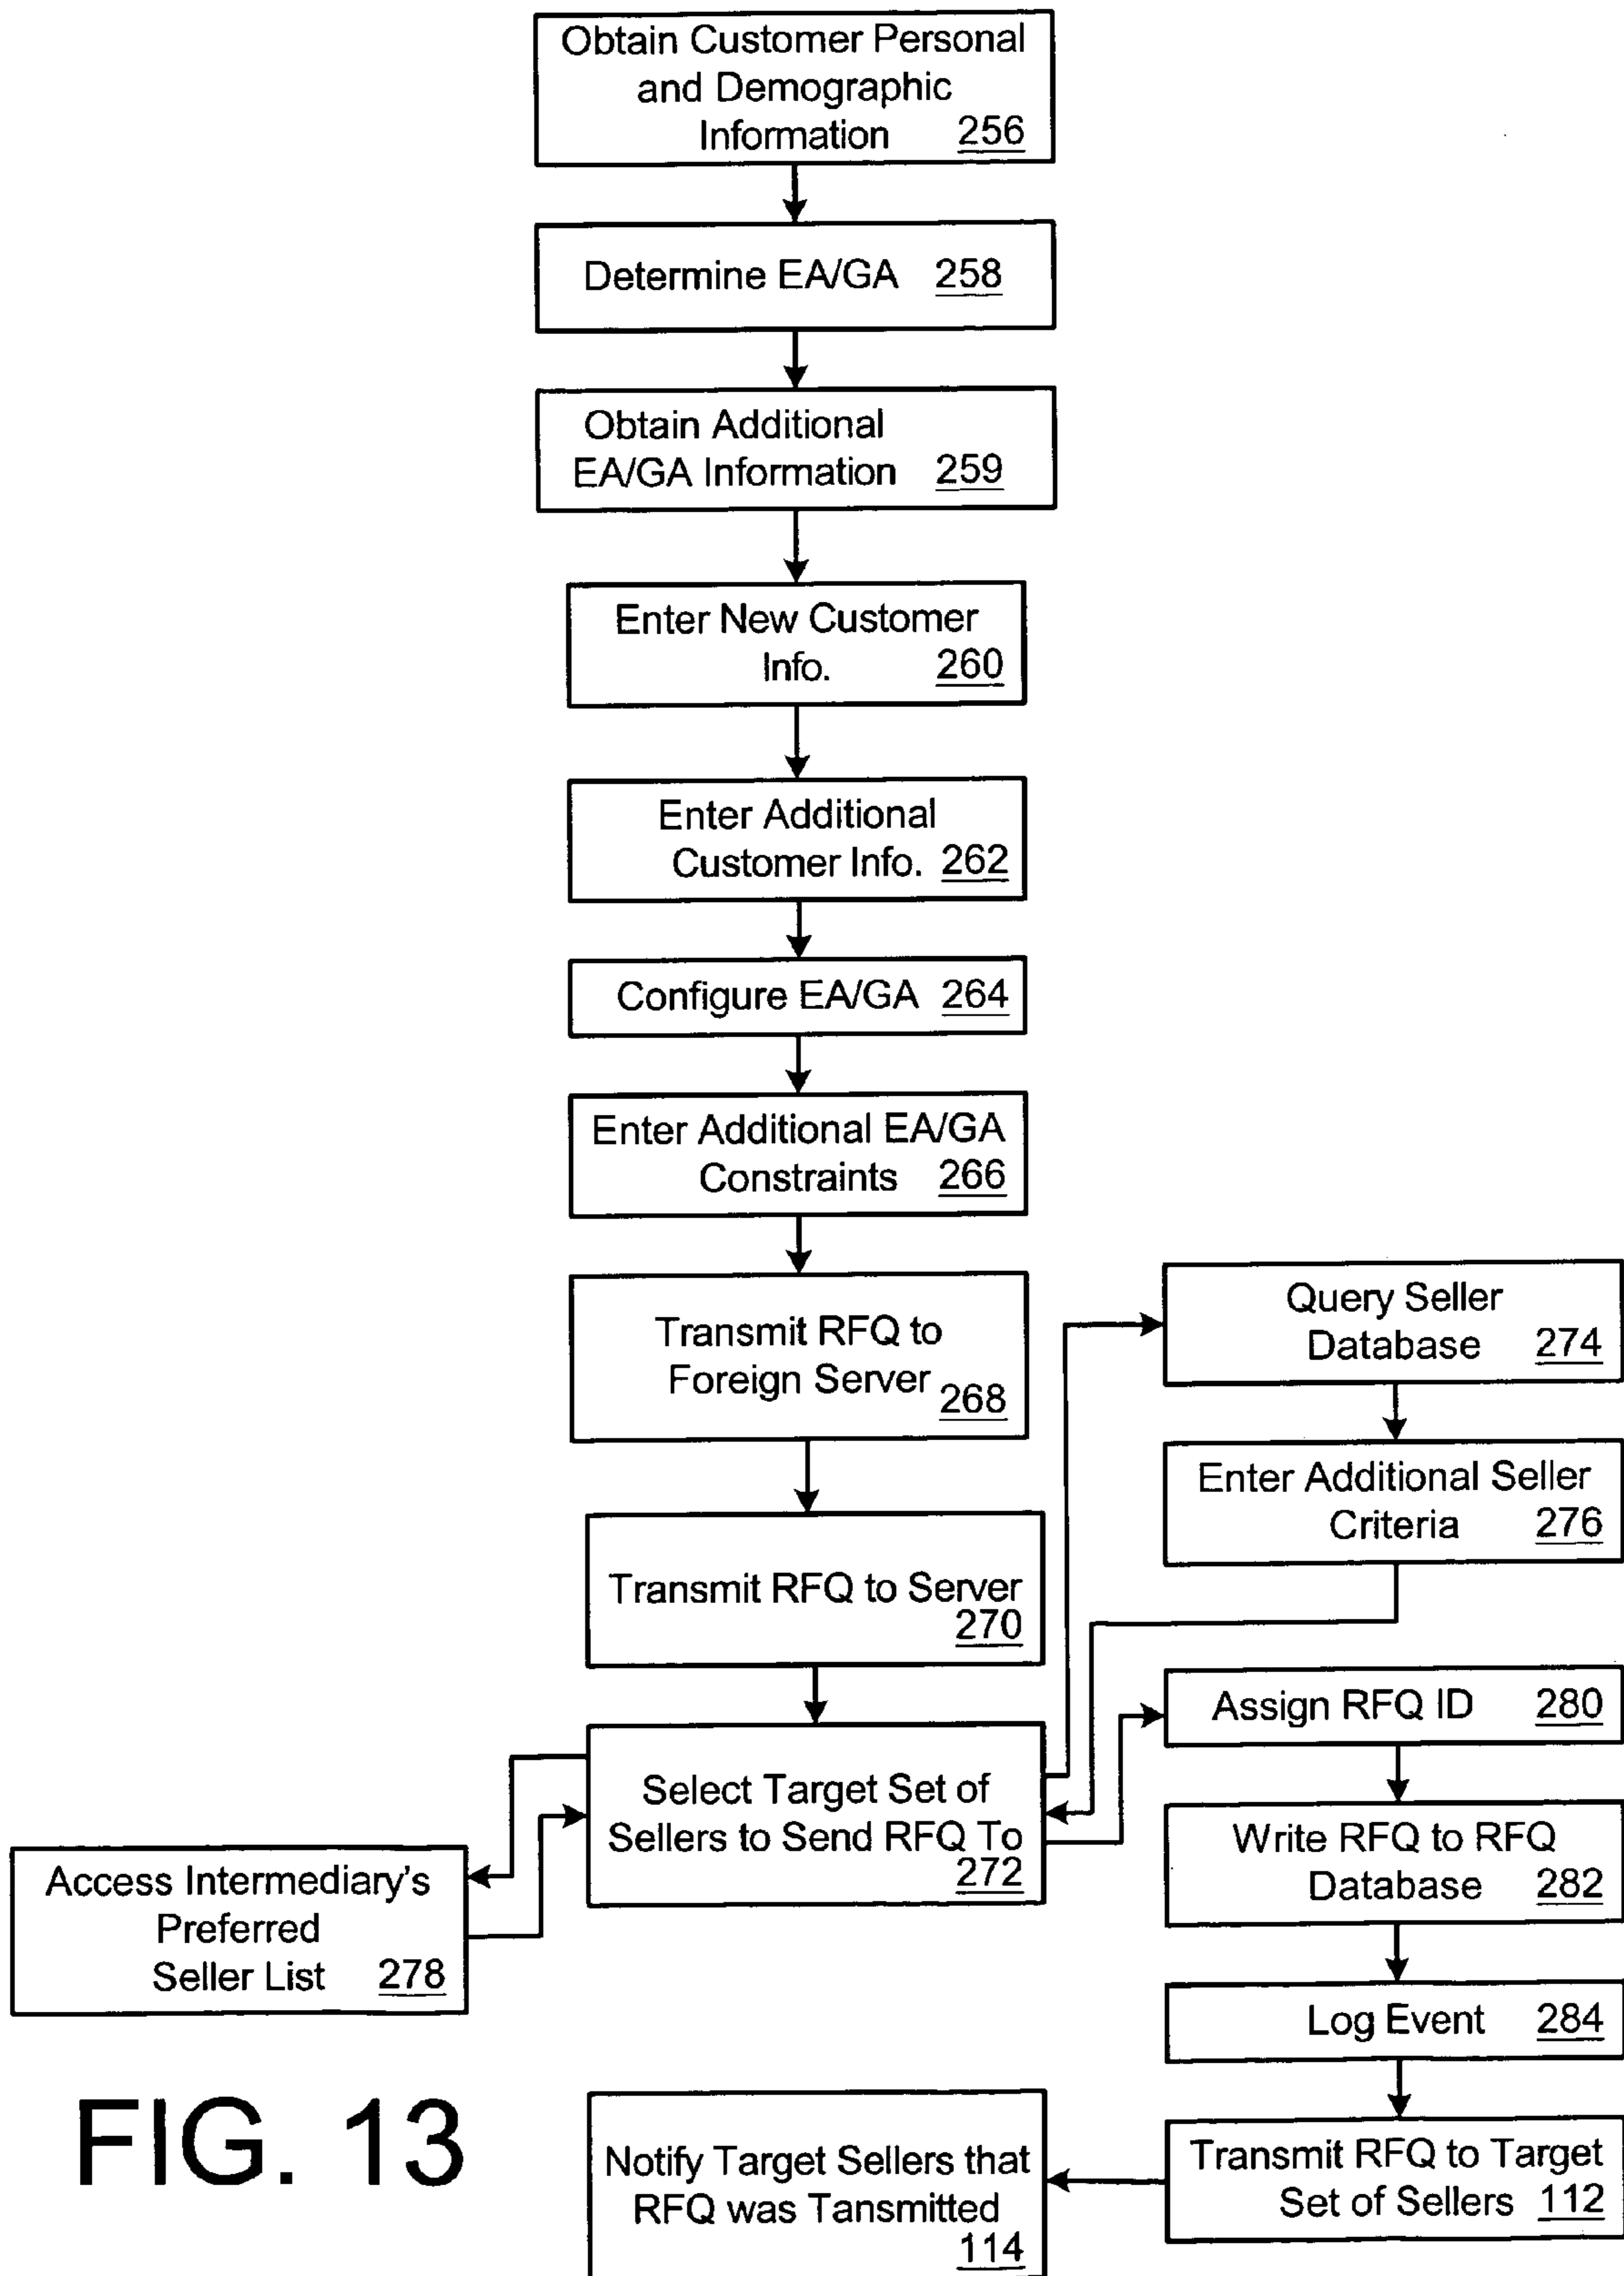 Obtain Customer Personal
and Demographic
Information 256
Determine EA/GA 258
Obtain Additional
EA/GA Information 259
Enter New Customer
Info. 260
Enter Additional
Customer Info. 262
Configure EA/GA 264
Enter Additional EA/GA
Constraints 266
Transmit RFQ to
Foreign Server 268
Transmit RFQ to Server
270
Select Target Set of
Sellers to Send RFQ To
272
Query Seller
Database 274
Enter Additional Seller
Criteria 276
Access Intermediary's
Preferred
Seller List 278
Assign RFQ ID 280
Write RFQ to RFQ
Database 282
Log Event 284
Transmit RFQ to Target
Set of Sellers 112
Notify Target Sellers that
RFQ was Tansmitted
114
FIG. 13